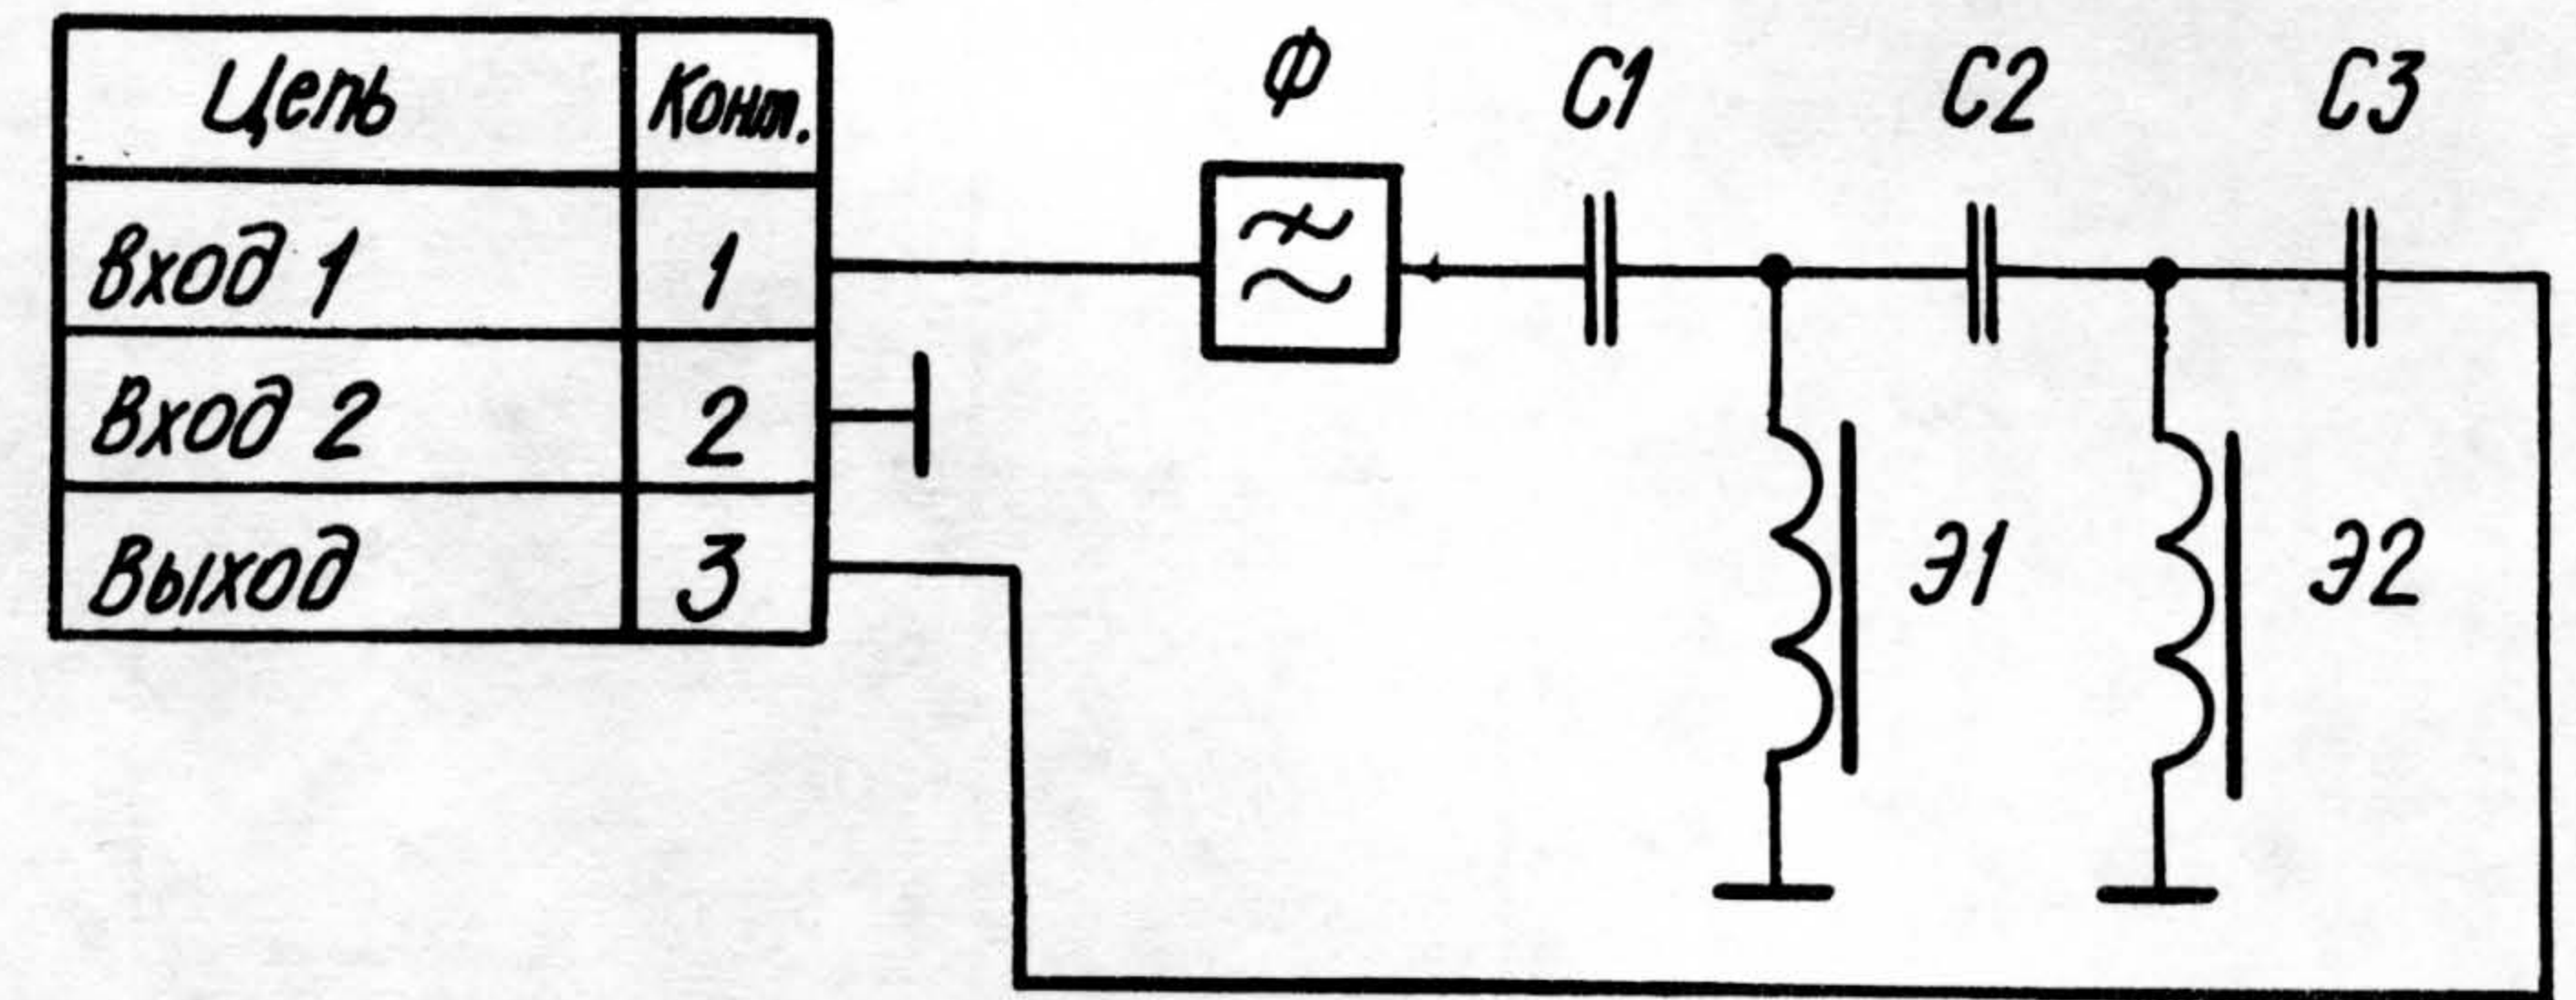 Цепь Конт. Ф С1 С2 С3
Вход 1 1
Вход 2 2
Выход 3
Э1 Э2